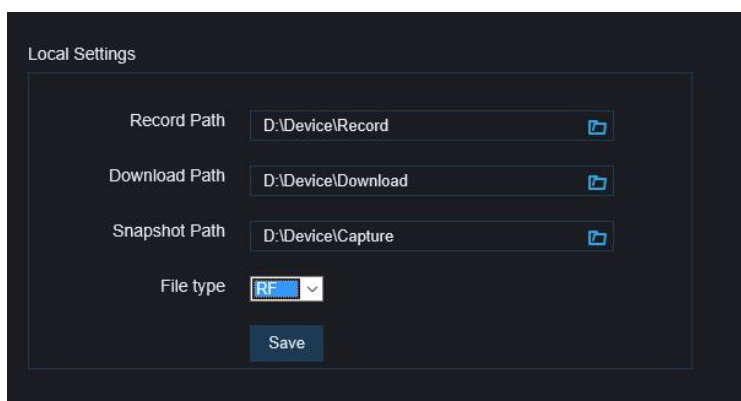 Local Settings
Record Path D:\Device\Record
Download Path D:\Device\Download
Snapshot Path D:\Device\Capture
File type RF
Save